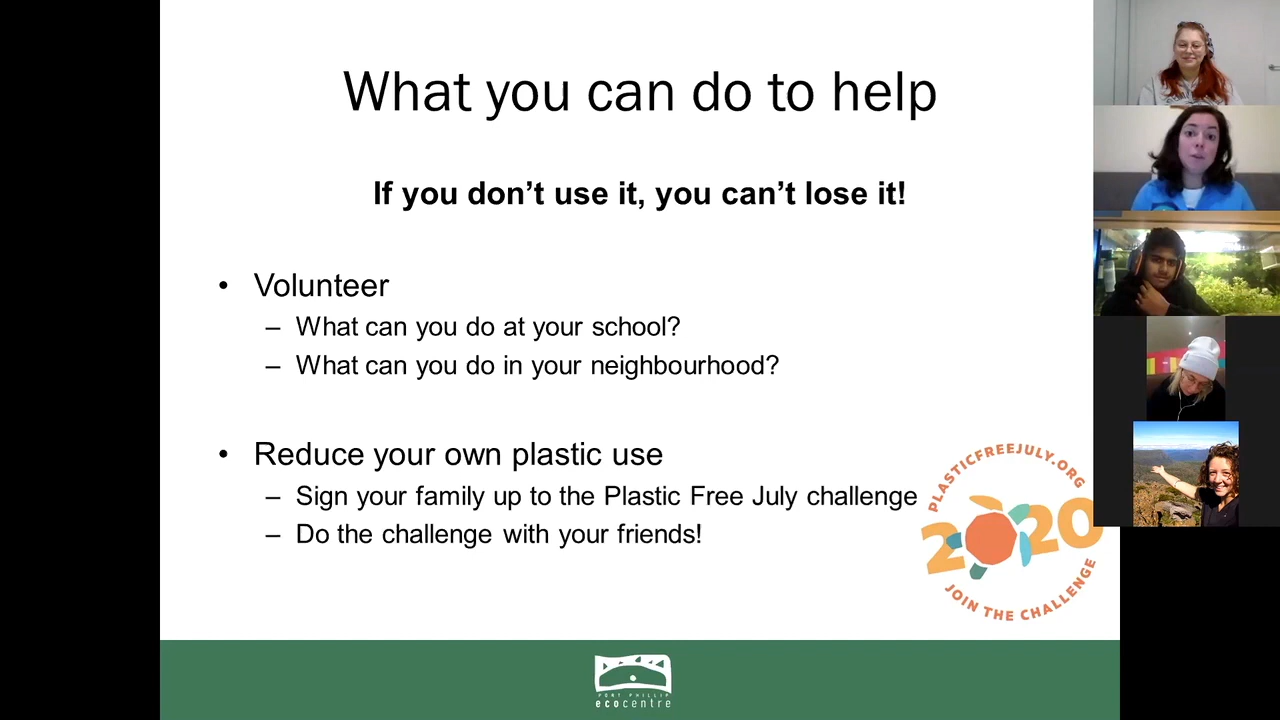 What you can do to help
If you don’t use it, you can’t lose it!
• Volunteer
– What can you do at your school?
– What can you do in your neighbourhood?
• Reduce your own plastic use
– Sign your family up to the Plastic Free July challenge
– Do the challenge with your friends!
PLASTICFREEJULY.ORG
2020
JOIN THE CHALLENGE
PORT PHILLIP
ecocentre